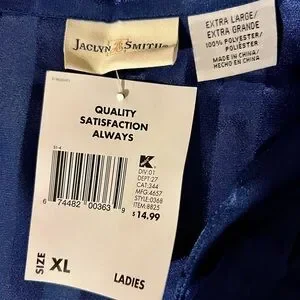 JACLYN SMITH
EXTRA LARGE/
EXTRA GRANDE
100% POLYESTER/
POLIÉSTER
MADE IN CHINA/
HECHO EN CHINA
QUALITY
SATISFACTION
ALWAYS
51-4
K
DIV:01
DEPT:27
CAT:344
MFG:4657
STYLE:0368
ITEM:8825
$14.99
6 74482 00363 9
SIZE XL LADIES